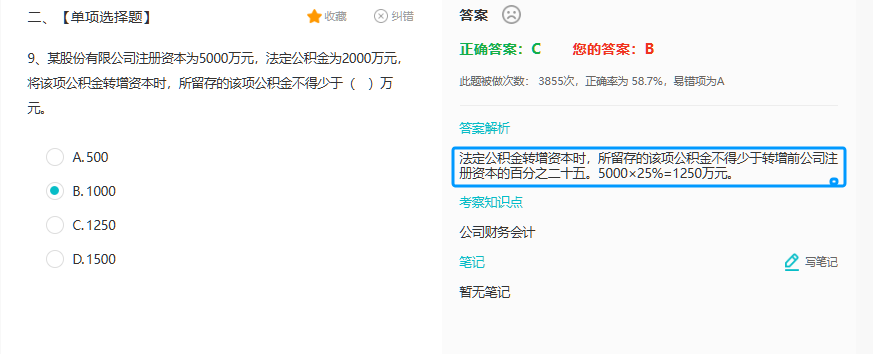 二、【单项选择题】
收藏
纠错
9、某股份有限公司注册资本为5000万元，法定公积金为2000万元，
将该项公积金转增资本时，所留存的该项公积金不得少于（ ）万
元。
A. 500
B. 1000
C. 1250
D. 1500
答案
正确答案：C 您的答案：B
此题被做次数： 3855次，正确率为 58.7%，易错项为A
答案解析
法定公积金转增资本时，所留存的该项公积金不得少于转增前公司注
册资本的百分之二十五。5000×25%=1250万元。
考察知识点
公司财务会计
笔记
写笔记
暂无笔记